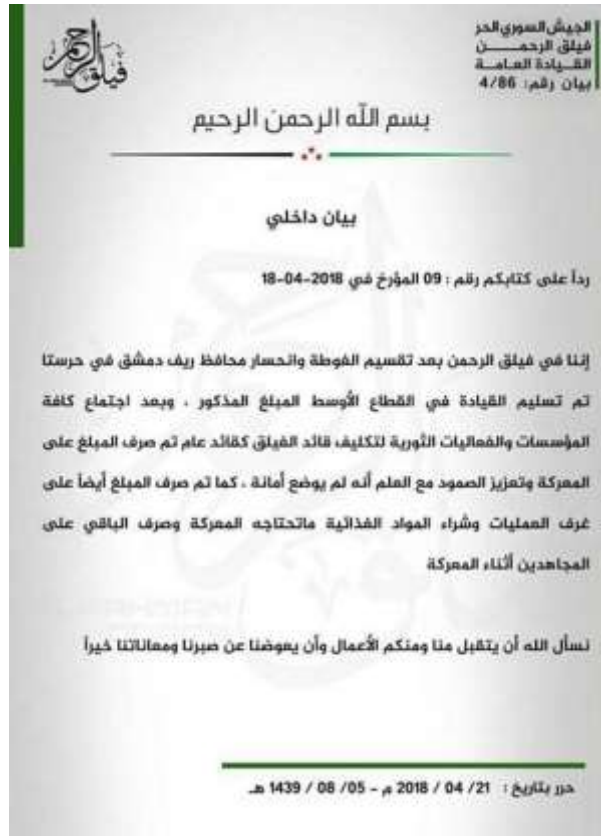 الجيش السوري الحر
فيلق الرحمن
القيادة العامة
بيان رقم: 4/86
فيلق الرحمن
بسم الله الرحمن الرحيم
بيان داخلي
رداً على كتابكم رقم : 09 المؤرخ في 2018-04-18
إننا في فيلق الرحمن بعد تقسيم الغوطة وانحسار محافظ ريف دمشق في حرستا
تم تسليم القيادة في القطاع الأوسط المبلغ المذكور ، وبعد اجتماع كافة
المؤسسات والفعاليات الثورية لتكليف قائد الفيلق كقائد عام تم صرف المبلغ على
المعركة وتعزيز الصمود مع العلم أنه لم يوضع أمانة ، كما تم صرف المبلغ أيضاً على
غرف العمليات وشراء المواد الغذائية ماتحتاجه المعركة وصرف الباقي على
المجاهدين أثناء المعركة
نسأل الله أن يتقبل منا ومنكم الأعمال وأن يعوضنا عن صبرنا ومعاناتنا خيراً
حرر بتاريخ : 21/ 04 / 2018 م - 05/ 08 / 1439 هـ